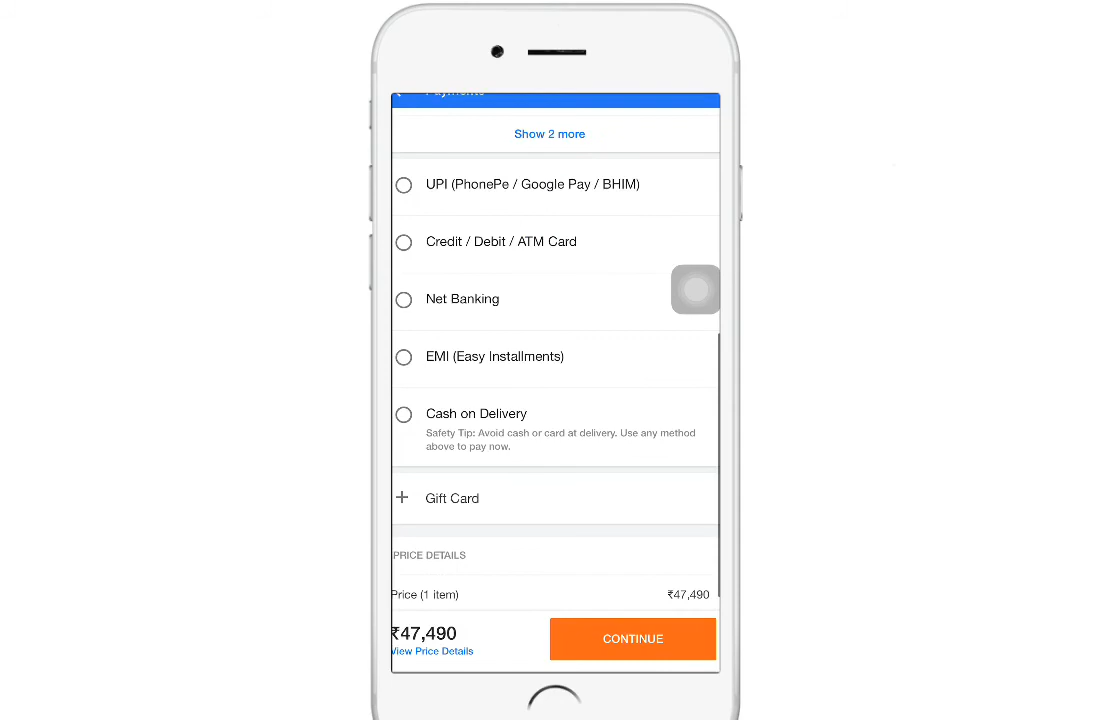 Payments
Show 2 more
UPI (PhonePe / Google Pay / BHIM)
Credit / Debit / ATM Card
Net Banking
EMI (Easy Installments)
Cash on Delivery
Safety Tip: Avoid cash or card at delivery. Use any method
above to pay now.
+ Gift Card
PRICE DETAILS
Price (1 item) ₹47,490
₹47,490
View Price Details
CONTINUE